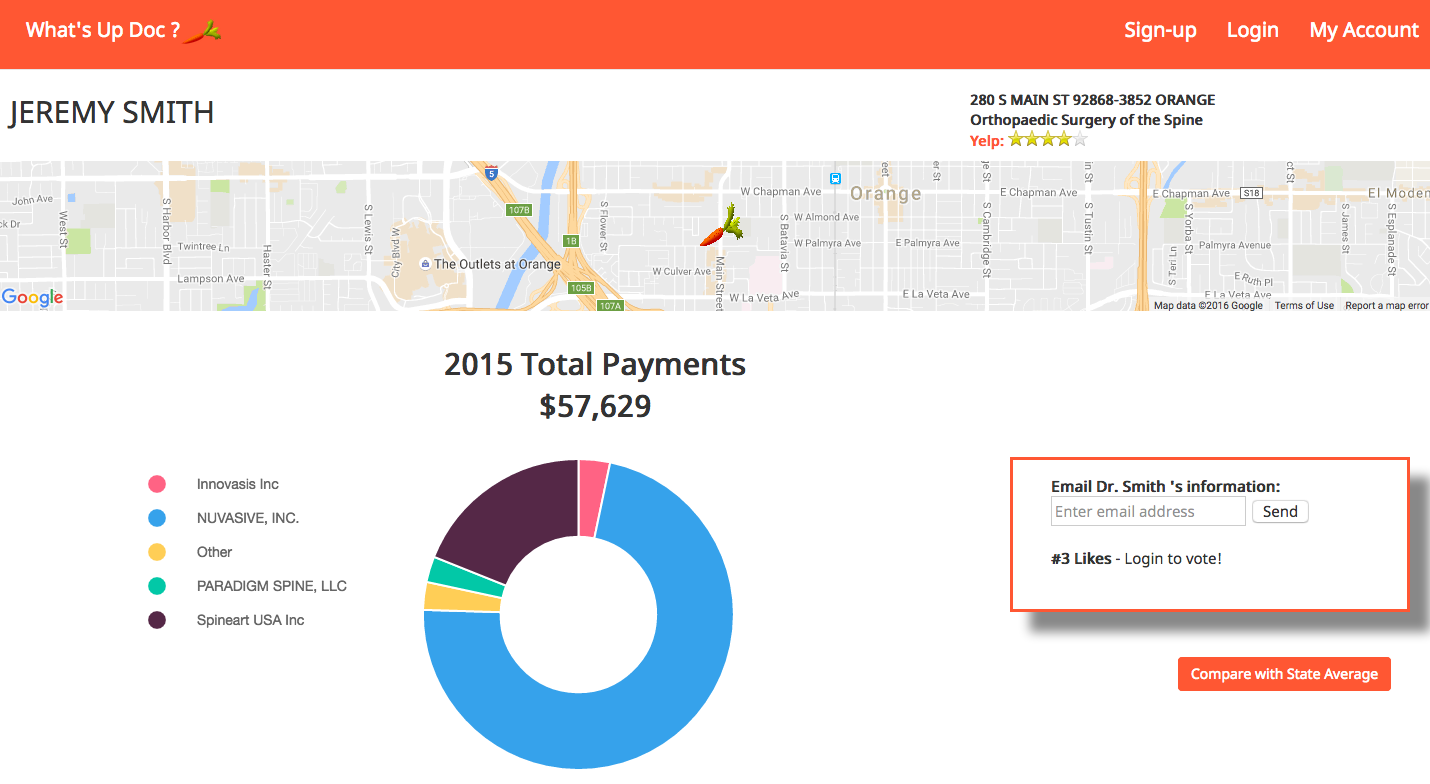 What's Up Doc ?
Sign-up Login My Account
JEREMY SMITH
280 S MAIN ST 92868-3852 ORANGE
Orthopaedic Surgery of the Spine
Yelp:
John Ave
West St
S Harbor Blvd
Twintree Ln
Lampson Ave
Haster St
S Lewis St
City Blvd W
The Outlets at Orange
5
107B
1B
105B
107A
S Flower St
W Culver Ave
Main Street
W Chapman Ave
Orange
W Almond Ave
S Batavia St
W Palmyra Ave
W La Veta Ave
E Palmyra Ave
E La Veta Ave
S Cambridge St
E Chapman Ave
S Tustin St
E Chapman Ave
S18
El Moden
S Yorba St
S James St
S Esplanade St
Palmyra Avenue
S Terl Ln
E Ruth Pl
E La Veta Ave
Google
Map data ©2016 Google Terms of Use Report a map error
2015 Total Payments
$57,629
Innovasis Inc
NUVASIVE, INC.
Other
PARADIGM SPINE, LLC
Spineart USA Inc
Email Dr. Smith 's information:
Enter email address Send
#3 Likes - Login to vote!
Compare with State Average